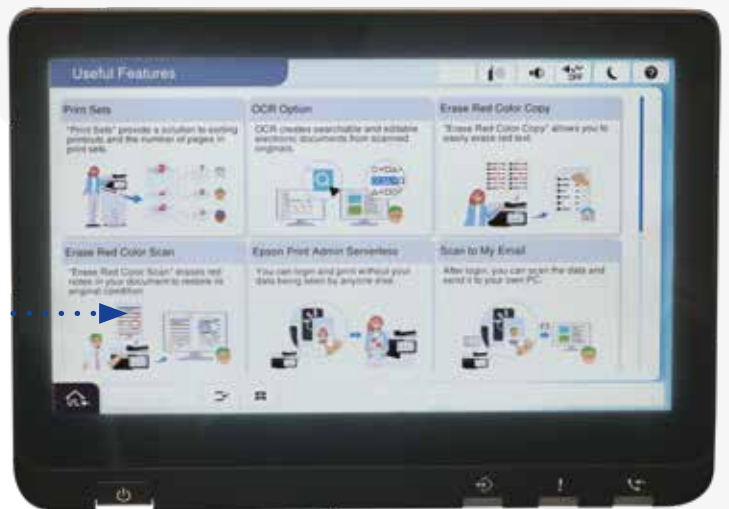 Useful Features
OFF
Print Sets
"Print Sets" provide a solution to sorting
printouts and the number of pages in
print sets.
OCR Option
OCR creates searchable and editable
electronic documents from scanned
originals.
Erase Red Color Copy
"Erase Red Color Copy" allows you to
easily erase red text.
Erase Red Color Scan
"Erase Red Color Scan" erases red
notes in your document to restore its
original condition.
Epson Print Admin Serverless
You can login and print without your
data being taken by anyone else.
Scan to My Email
After login, you can scan the data and
send it to your own PC.